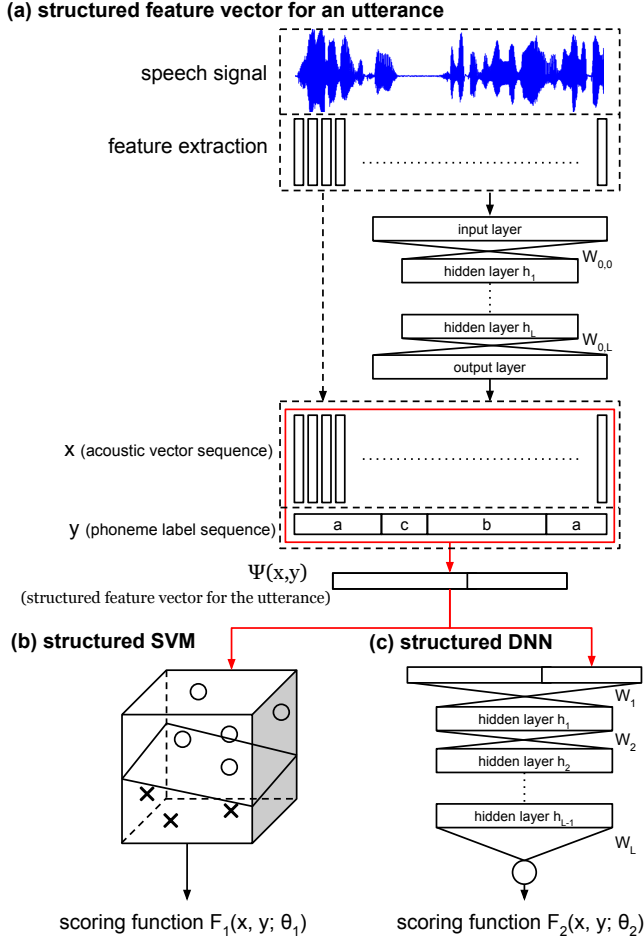 (a) structured feature vector for an utterance
speech signal
feature extraction
input layer
W0,0
hidden layer h1
hidden layer hL
W0,L
output layer
x (acoustic vector sequence)
y (phoneme label sequence)
a c b a
Ψ(x,y)
(structured feature vector for the utterance)
(b) structured SVM
(c) structured DNN
W1
hidden layer h1
W2
hidden layer h2
hidden layer hL-1
WL
scoring function F1(x, y; θ1)
scoring function F2(x, y; θ2)